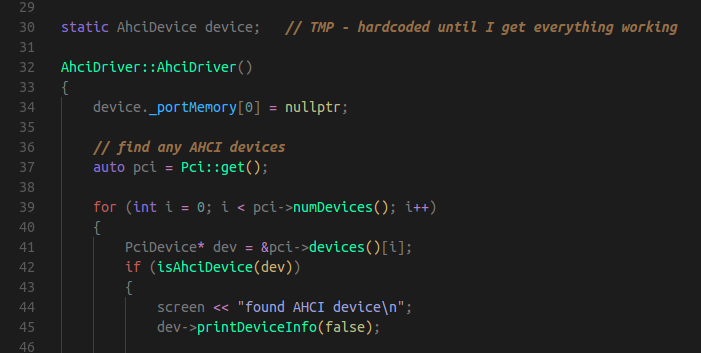 29
30 static AhciDevice device;   // TMP - hardcoded until I get everything working
31
32 AhciDriver::AhciDriver()
33 {
34     device._portMemory[0] = nullptr;
35
36     // find any AHCI devices
37     auto pci = Pci::get();
38
39     for (int i = 0; i < pci->numDevices(); i++)
40     {
41         PciDevice* dev = &pci->devices()[i];
42         if (isAhciDevice(dev))
43         {
44             screen << "found AHCI device\n";
45             dev->printDeviceInfo(false);
46